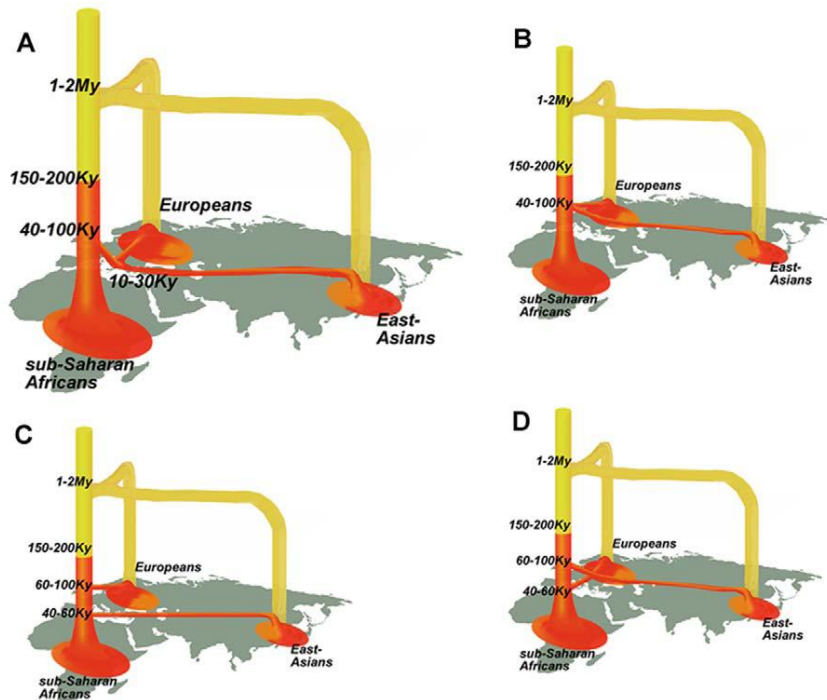 A
1-2My
150-200Ky
Europeans
40-100Ky
10-30Ky
East-
Asians
sub-Saharan
Africans
B
1-2My
150-200Ky
Europeans
40-100Ky
East-
Asians
sub-Saharan
Africans
C
1-2My
150-200Ky
Europeans
60-100Ky
40-60Ky
East-
Asians
sub-Saharan
Africans
D
1-2My
150-200Ky
Europeans
60-100Ky
40-60Ky
East-
Asians
sub-Saharan
Africans